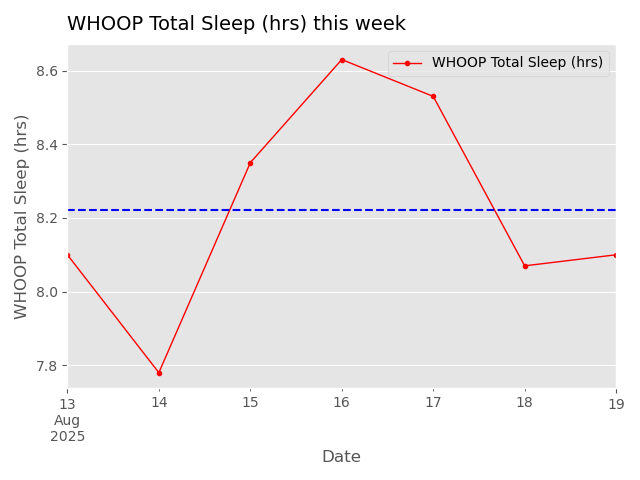 WHOOP Total Sleep (hrs) this week
WHOOP Total Sleep (hrs)
WHOOP Total Sleep (hrs)
8.6
8.4
8.2
8.0
7.8
13 14 15 16 17 18 19
Aug
2025
Date